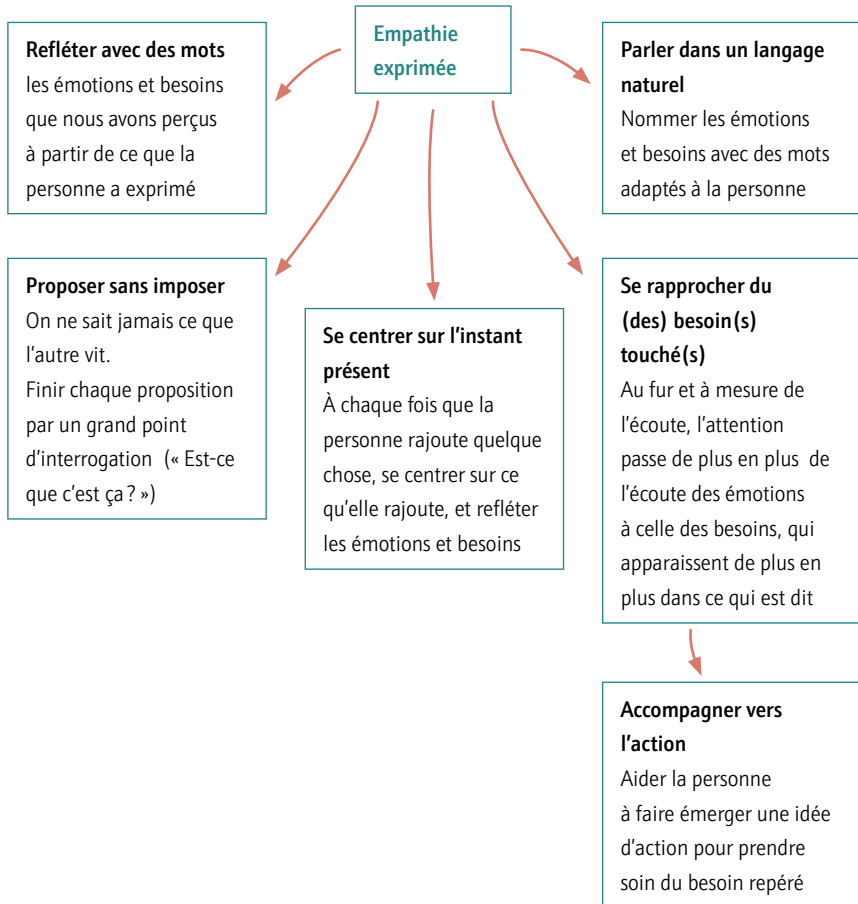 Empathie
exprimée
Refléter avec des mots
les émotions et besoins
que nous avons perçus
à partir de ce que la
personne a exprimé
Parler dans un langage
naturel
Nommer les émotions
et besoins avec des mots
adaptés à la personne
Proposer sans imposer
On ne sait jamais ce que
l'autre vit.
Finir chaque proposition
par un grand point
d'interrogation (« Est-ce
que c'est ça ? »)
Se centrer sur l'instant
présent
À chaque fois que la
personne rajoute quelque
chose, se centrer sur ce
qu'elle rajoute, et refléter
les émotions et besoins
Se rapprocher du
(des) besoin(s)
touché(s)
Au fur et à mesure de
l'écoute, l'attention
passe de plus en plus de
l'écoute des émotions
à celle des besoins, qui
apparaissent de plus en
plus dans ce qui est dit
Accompagner vers
l'action
Aider la personne
à faire émerger une idée
d'action pour prendre
soin du besoin repéré